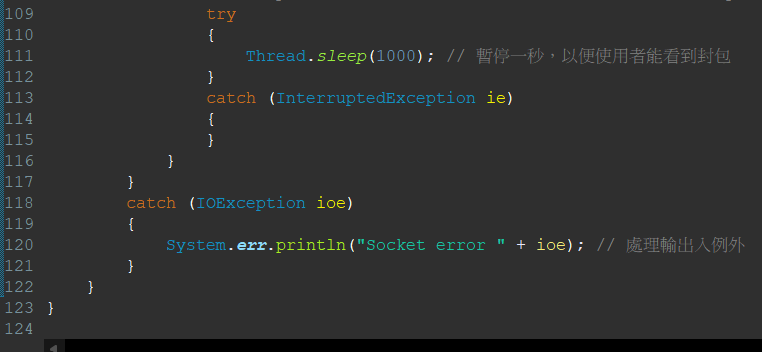 109 try
110 {
111 Thread.sleep(1000); // 暫停一秒，以便使用者能看到封包
112 }
113 catch (InterruptedException ie)
114 {
115 }
116 }
117 }
118 catch (IOException ioe)
119 {
120 System.err.println("Socket error " + ioe); // 處理輸出入例外
121 }
122 }
123 }
124